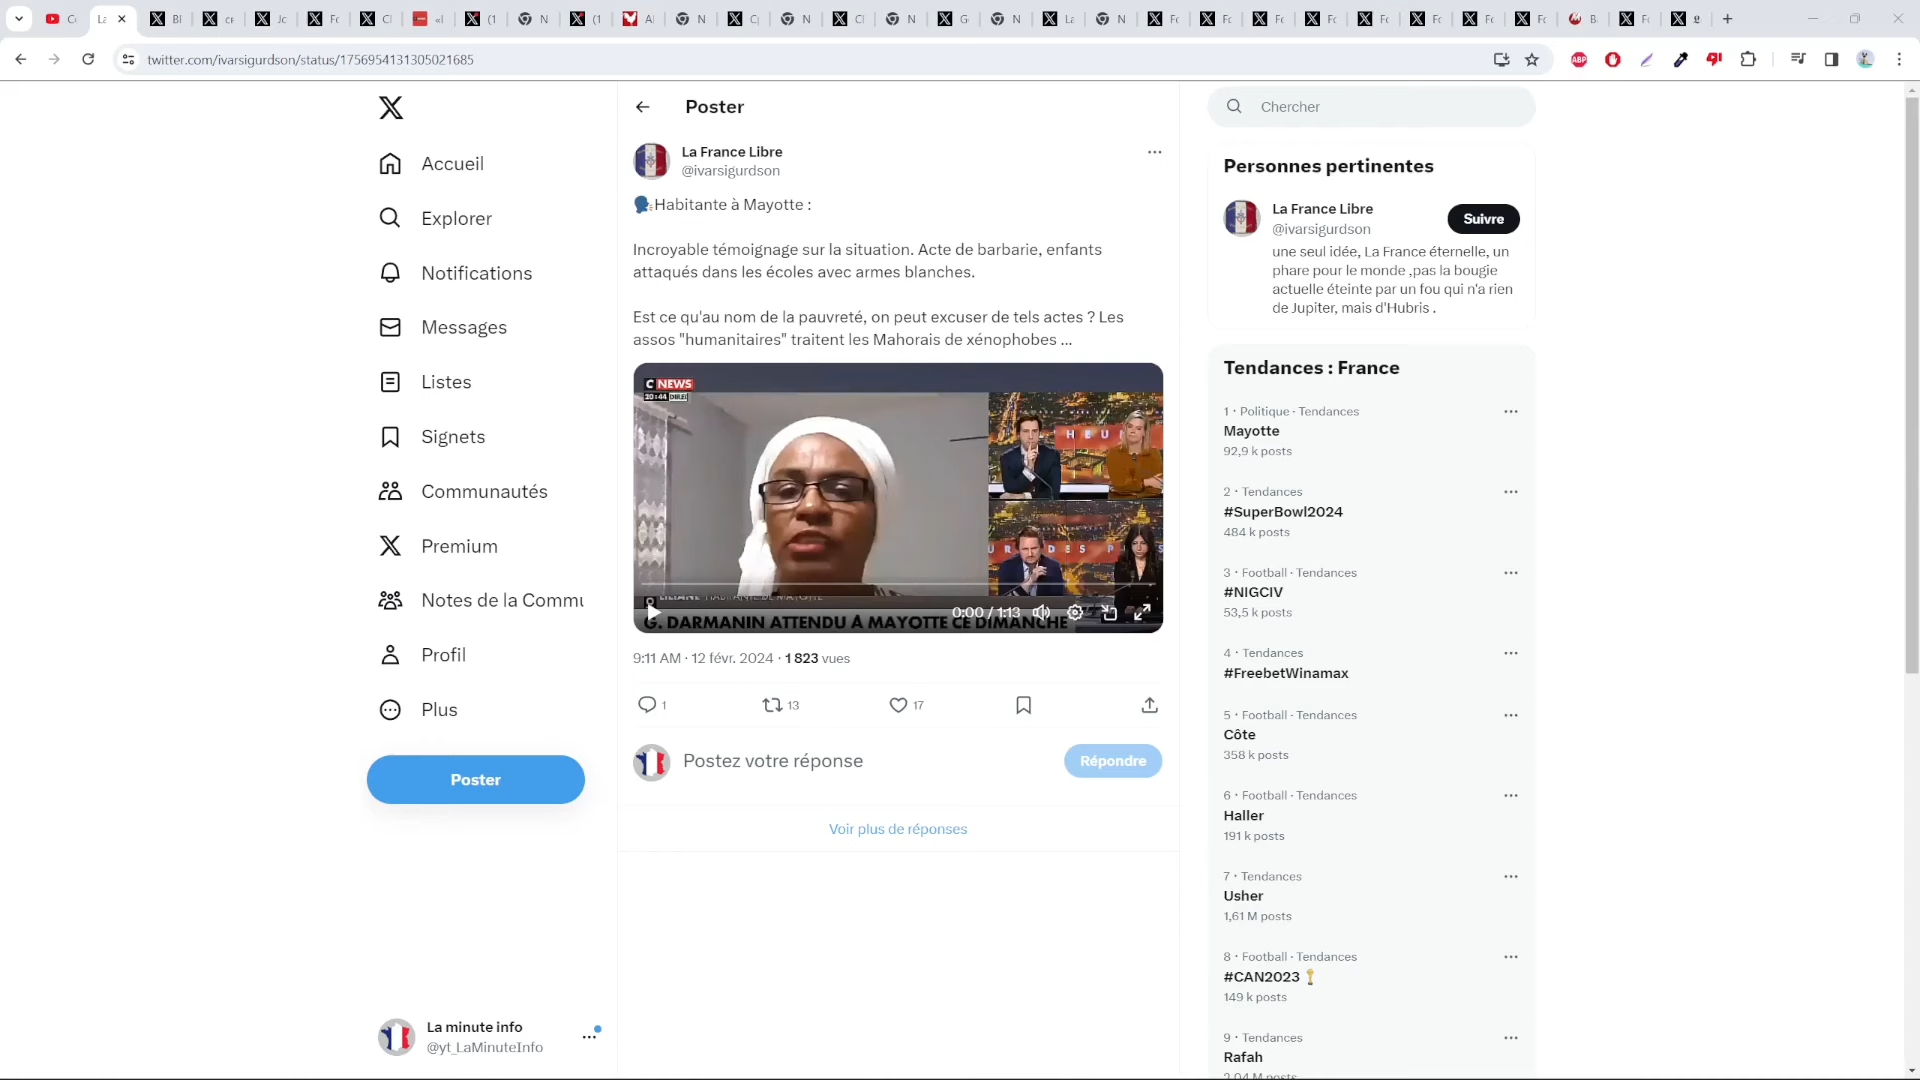 twitter.com/ivarsigurdson/status/1756954131305021685
Accueil
Explorer
Notifications
Messages
Listes
Signets
Communautés
Premium
Notes de la Commu
Profil
Plus
Poster
La minute info
@yt_LaMinuteInfo
Poster
La France Libre
@ivarsigurdson
Habitante à Mayotte :
Incroyable témoignage sur la situation. Acte de barbarie, enfants
attaqués dans les écoles avec armes blanches.
Est ce qu'au nom de la pauvreté, on peut excuser de tels actes ? Les
assos "humanitaires" traitent les Mahorais de xénophobes ...
C NEWS
20:44
HEU
0:00 / 1:13
G. DARMANIN ATTENDU À MAYOTTE CE DIMANCHE
9:11 AM · 12 févr. 2024 · 1 823 vues
1
13
17
Postez votre réponse
Répondre
Voir plus de réponses
Chercher
Personnes pertinentes
La France Libre
@ivarsigurdson
Suivre
une seul idée, La France éternelle, un
phare pour le monde ,pas la bougie
actuelle éteinte par un fou qui n'a rien
de Jupiter, mais d'Hubris .
Tendances : France
1 · Politique · Tendances
Mayotte
92,9 k posts
2 · Tendances
#SuperBowl2024
484 k posts
3 · Football · Tendances
#NIGCIV
53,5 k posts
4 · Tendances
#FreebetWinamax
5 · Football · Tendances
Côte
358 k posts
6 · Football · Tendances
Haller
191 k posts
7 · Tendances
Usher
1,61 M posts
8 · Football · Tendances
#CAN2023
149 k posts
9 · Tendances
Rafah
2,04 M posts